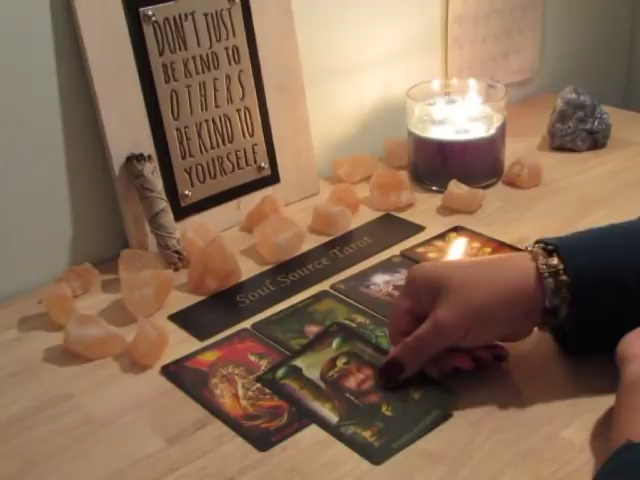 DON'T JUST
BE KIND TO
OTHERS
BE KIND TO
YOURSELF
Soul Source Tarot